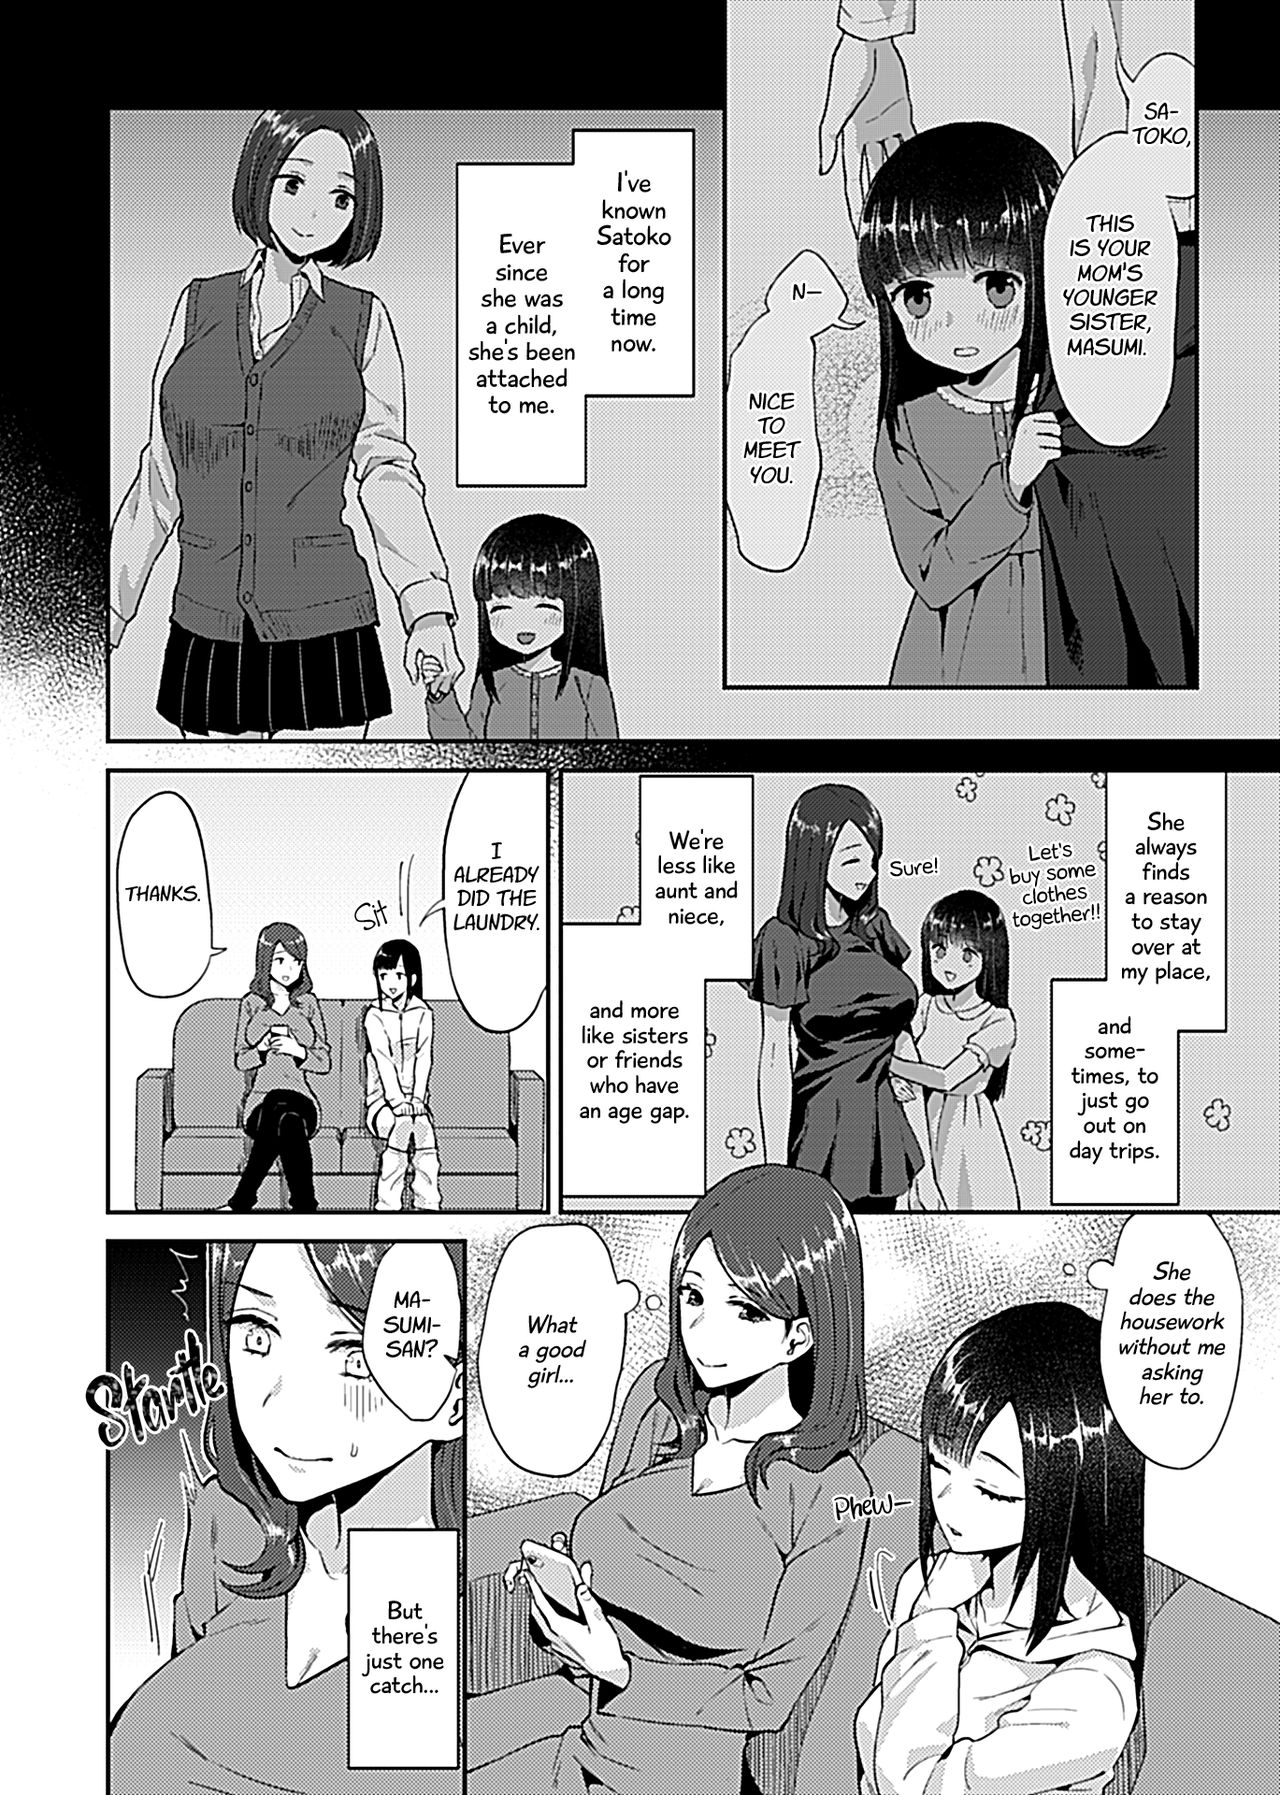 SA-
TOKO,
THIS
IS YOUR
MOM'S
YOUNGER
SISTER,
MASUMI.
N—
NICE
TO
MEET
YOU.
I've
known
Satoko
for
a long
time
now.
Ever
since
she was
a child,
she's been
attached
to me.
She
always
finds
a reason
to stay
over at
my place,
and
some-
times, to
just go
out on
day trips.
Let's
buy some
clothes
together!!
Sure!
We're
less like
aunt and
niece,
and more
like sisters
or friends
who have
an age gap.
I
ALREADY
DID THE
LAUNDRY.
Sit
THANKS.
She
does the
housework
without me
asking
her to.
Phew—
What
a good
girl...
MA-
SUMI-
SAN?
Startle
But
there's
just one
catch...